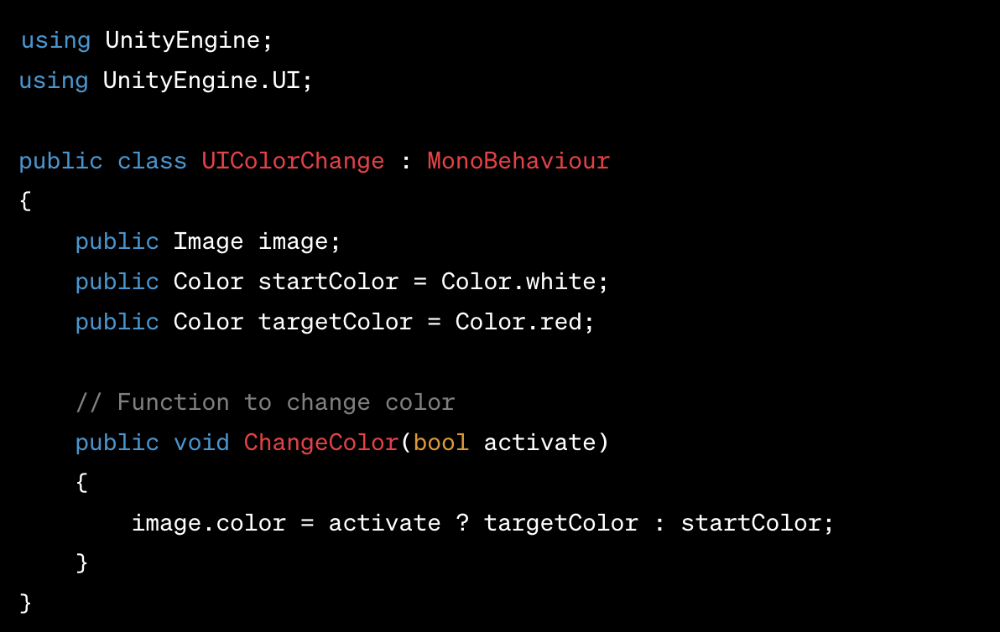 using UnityEngine;
using UnityEngine.UI;
public class UIColorChange : MonoBehaviour
{
    public Image image;
    public Color startColor = Color.white;
    public Color targetColor = Color.red;
    // Function to change color
    public void ChangeColor(bool activate)
    {
        image.color = activate ? targetColor : startColor;
    }
}